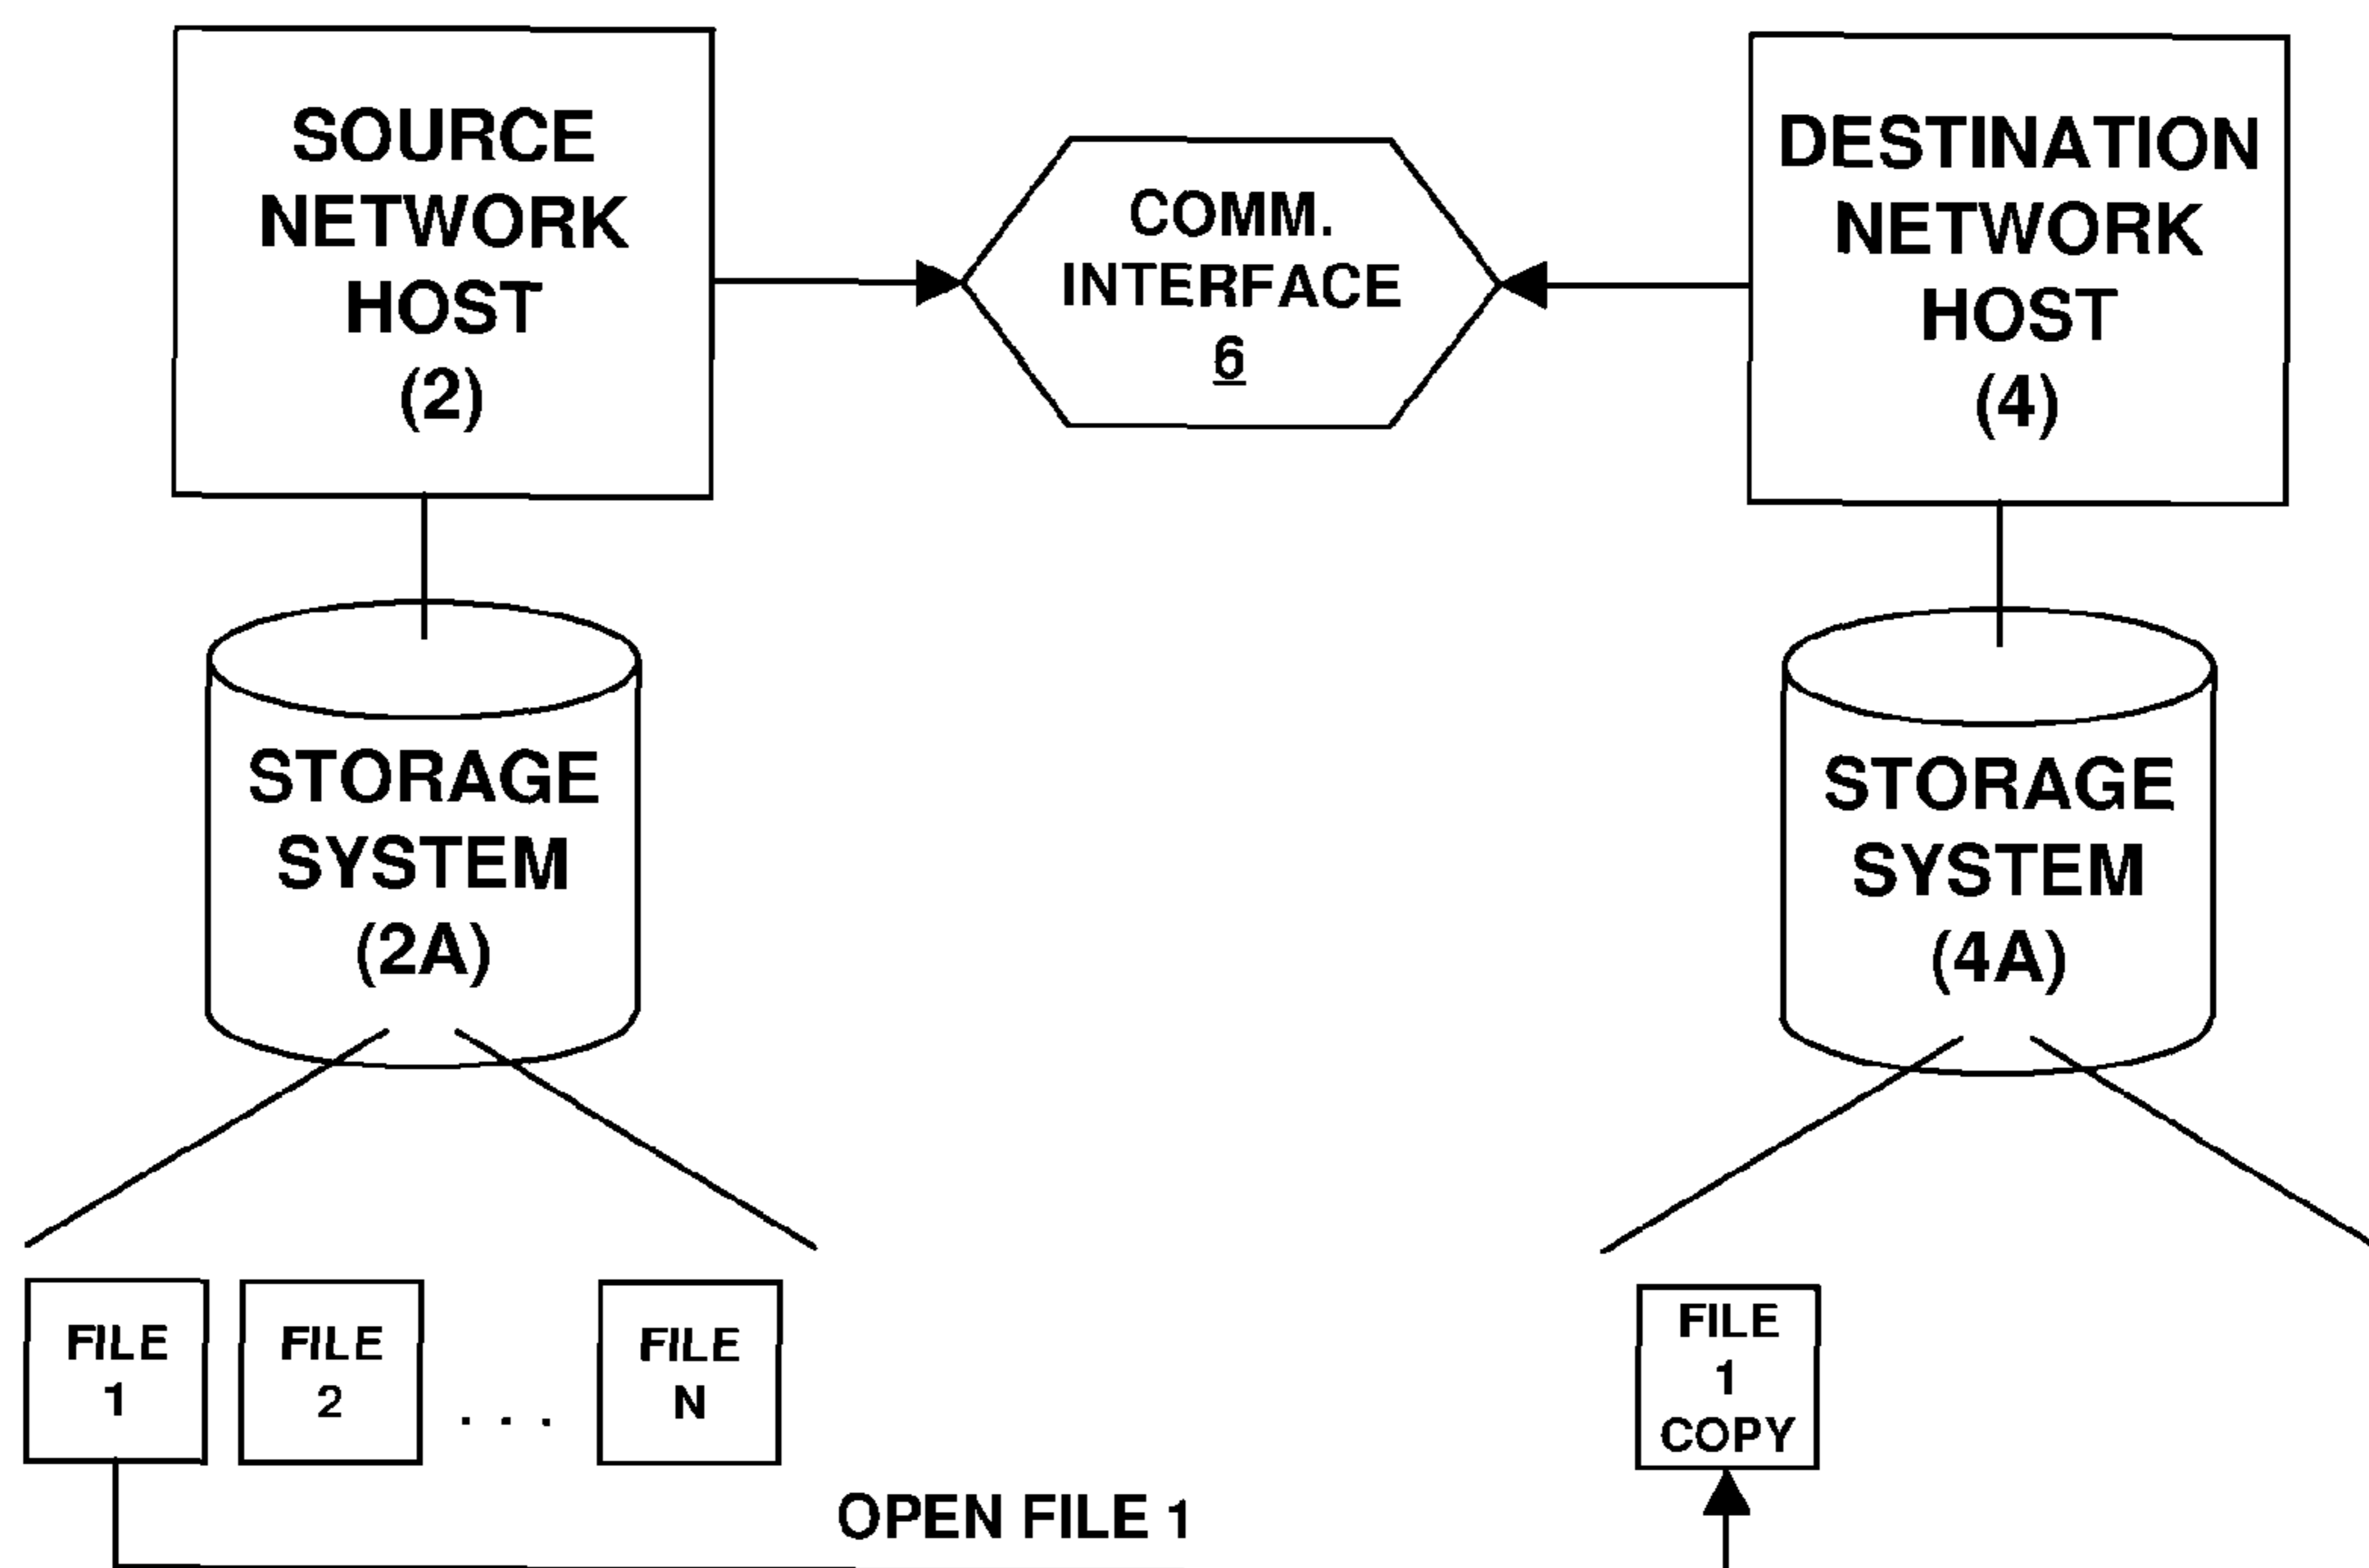 SOURCE
NETWORK
HOST
(2)
COMM.
INTERFACE
6
DESTINATION
NETWORK
HOST
(4)
STORAGE
SYSTEM
(2A)
STORAGE
SYSTEM
(4A)
FILE
1
FILE
2
. . .
FILE
N
FILE
1
COPY
OPEN FILE 1